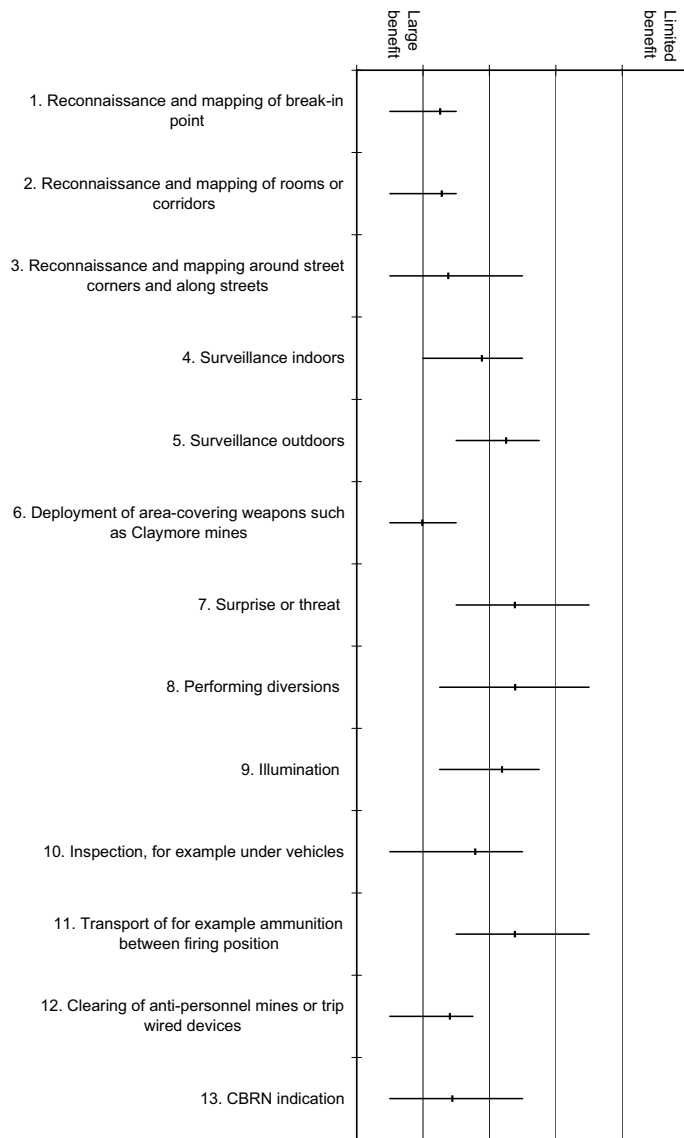 Large
benefit
Limited
benefit
1. Reconnaissance and mapping of break-in
point
2. Reconnaissance and mapping of rooms or
corridors
3. Reconnaissance and mapping around street
corners and along streets
4. Surveillance indoors
5. Surveillance outdoors
6. Deployment of area-covering weapons such
as Claymore mines
7. Surprise or threat
8. Performing diversions
9. Illumination
10. Inspection, for example under vehicles
11. Transport of for example ammunition
between firing position
12. Clearing of anti-personnel mines or trip
wired devices
13. CBRN indication